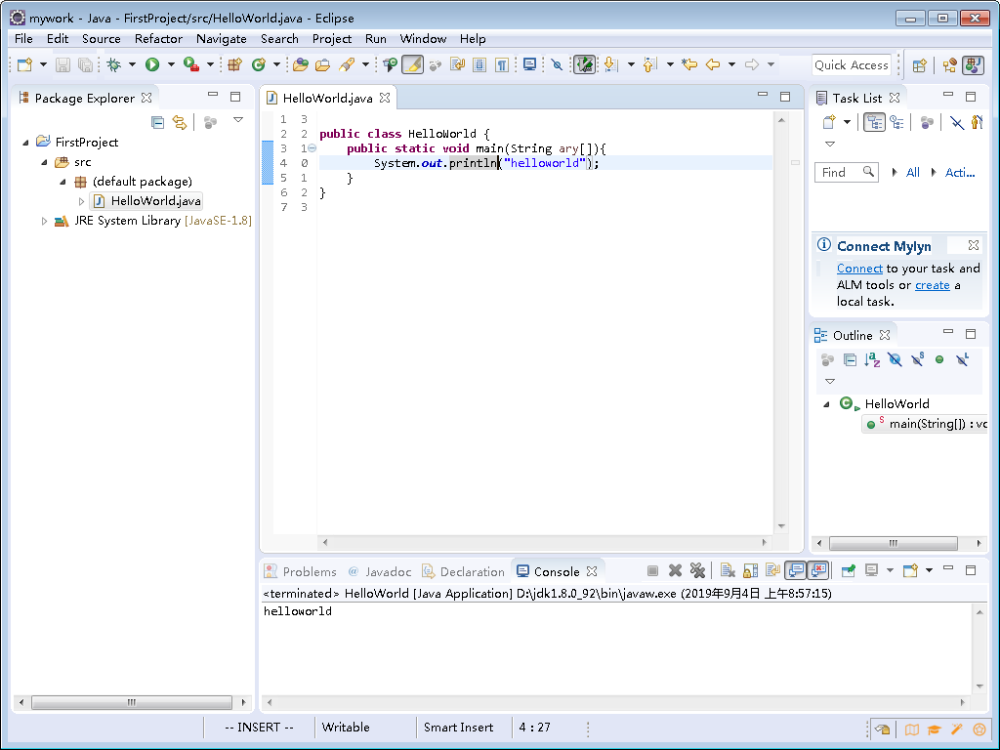 mywork - Java - FirstProject/src/HelloWorld.java - Eclipse
File Edit Source Refactor Navigate Search Project Run Window Help
Quick Access
Package Explorer
FirstProject
src
(default package)
HelloWorld.java
JRE System Library [JavaSE-1.8]
HelloWorld.java
1 3
2 2 public class HelloWorld {
3 1 public static void main(String ary[]){
4 0 System.out.println("helloworld");
5 1 }
6 2 }
7 3
Task List
Find All Acti...
Connect Mylyn
Connect to your task and
ALM tools or create a
local task.
Outline
HelloWorld
main(String[]) : vo
Problems Javadoc Declaration Console
<terminated> HelloWorld [Java Application] D:\jdk1.8.0_92\bin\javaw.exe (2019年9月4日 上午8:57:15)
helloworld
-- INSERT -- Writable Smart Insert 4 : 27